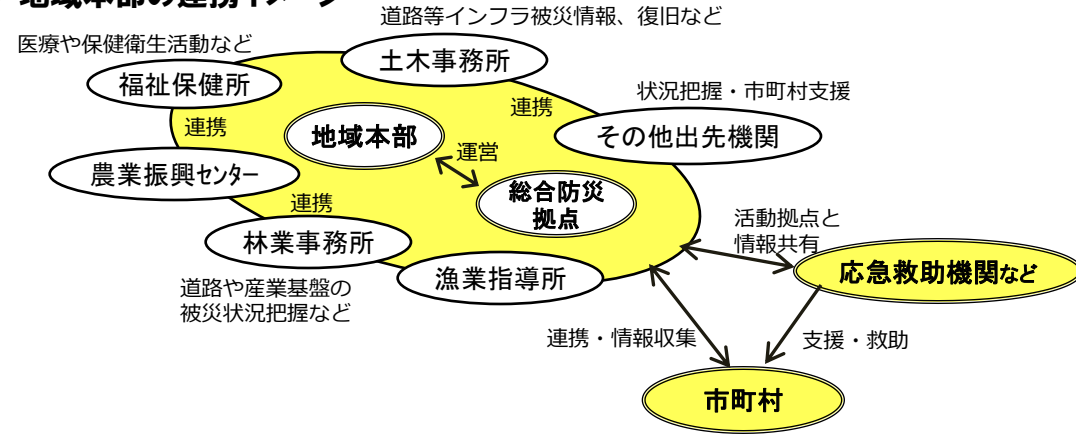 地域本部の連携イメージ
道路等インフラ被災情報、復旧など
医療や保健衛生活動など
土木事務所
福祉保健所
状況把握・市町村支援
連携
連携
地域本部
その他出先機関
運営
農業振興センター
総合防災
拠点
連携
活動拠点と
情報共有
林業事務所
漁業指導所
応急救助機関など
道路や産業基盤の
被災状況把握など
連携・情報収集
支援・救助
市町村